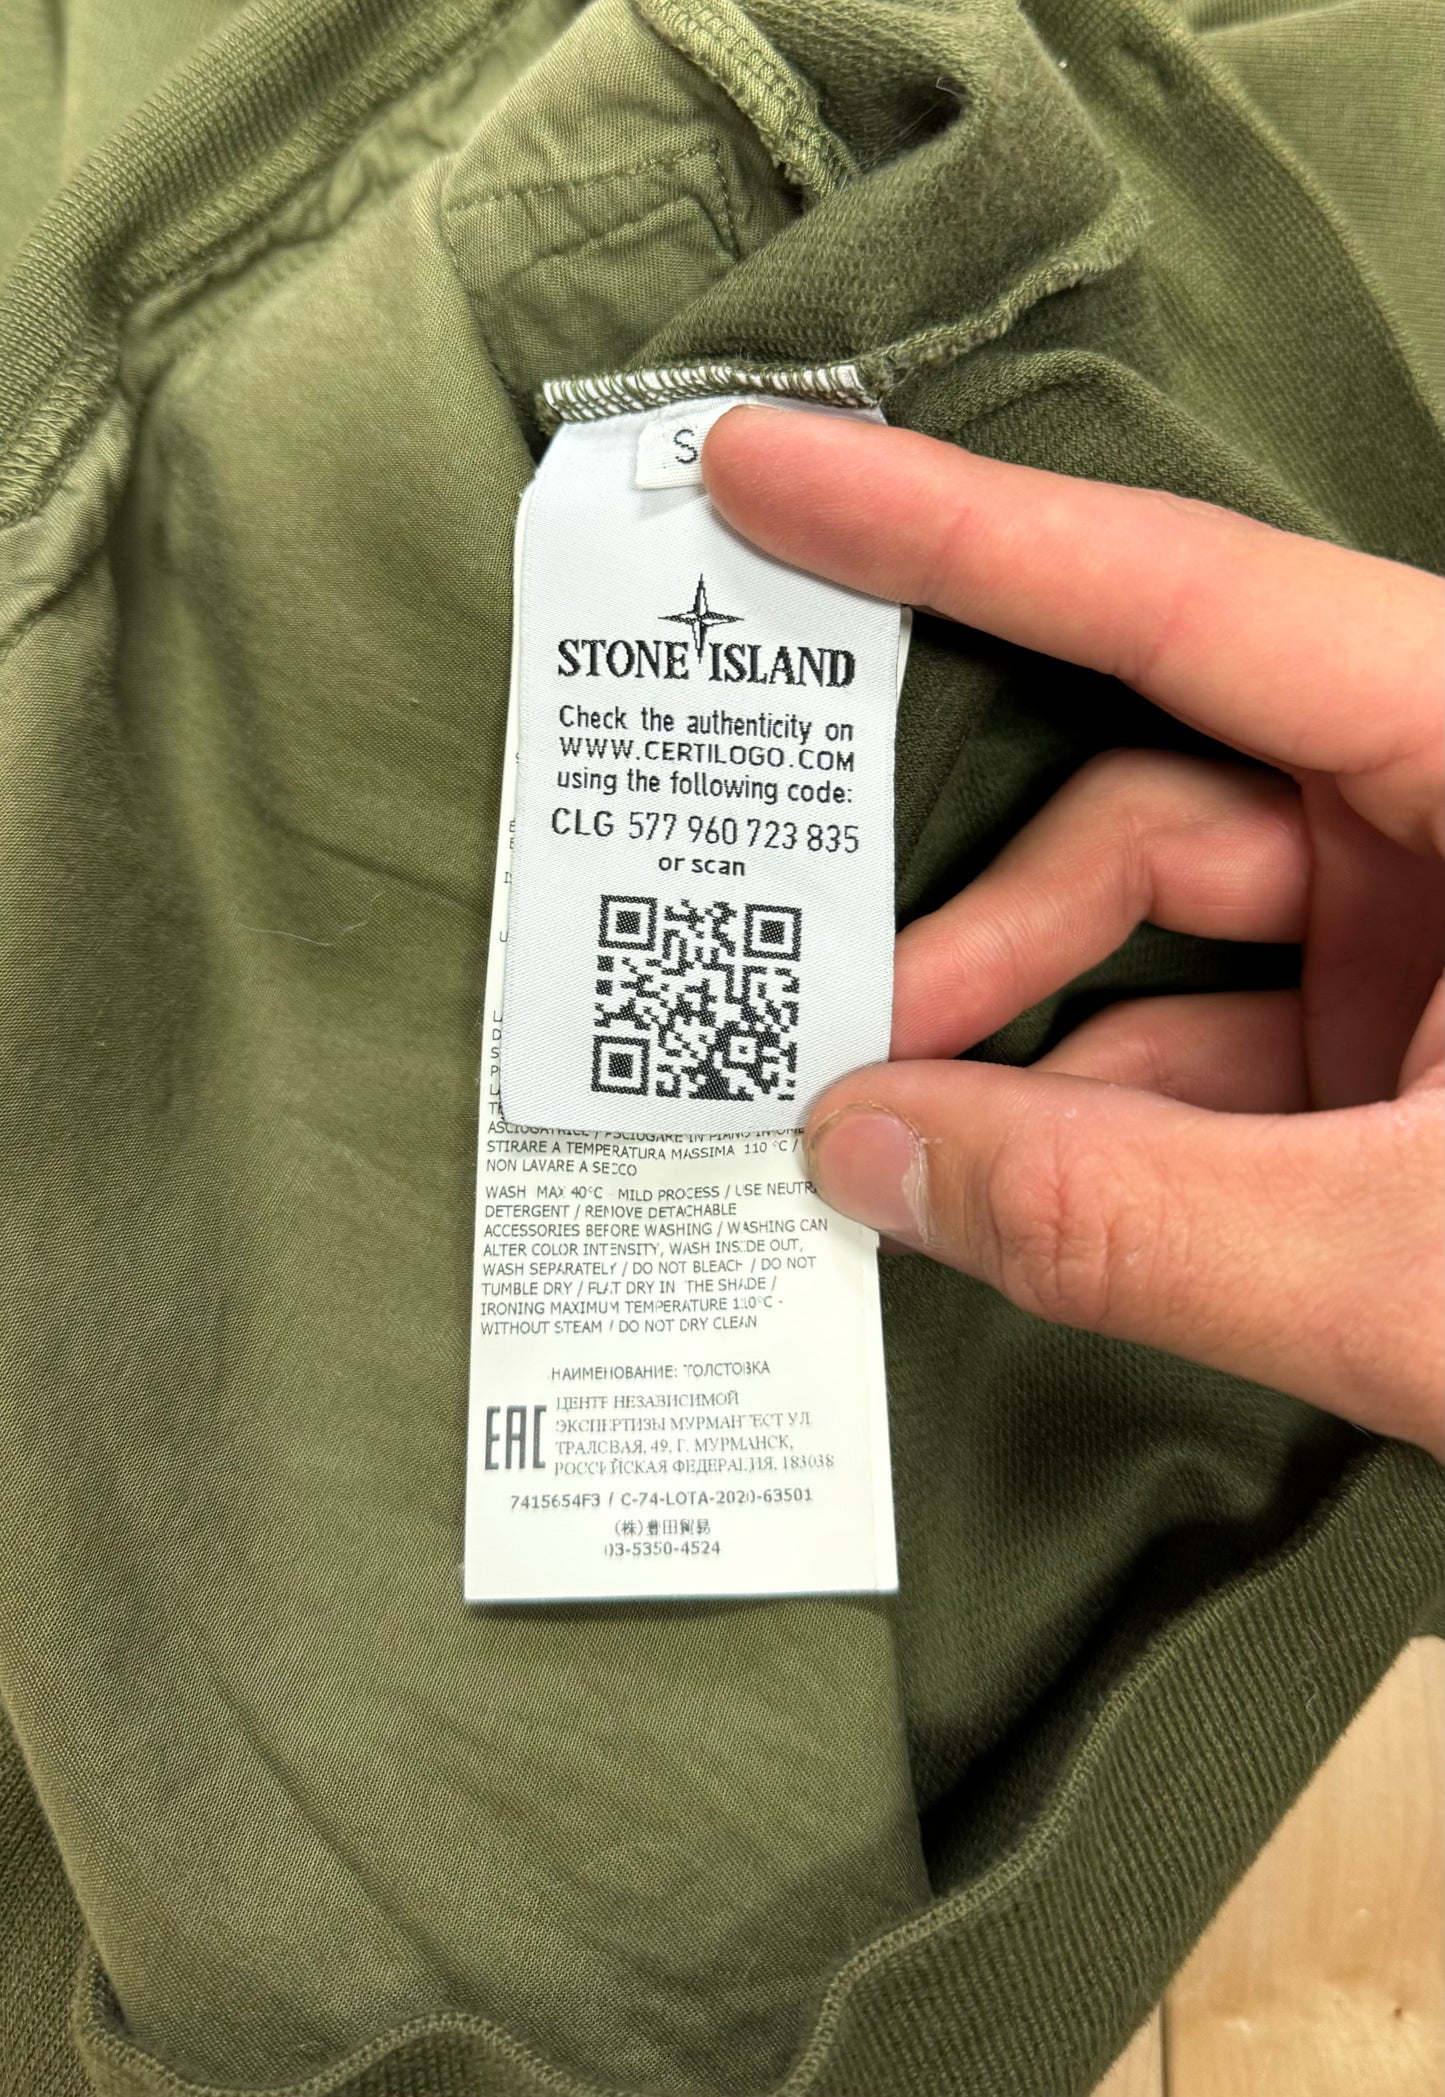 S
STONE ISLAND
Check the authenticity on
WWW.CERTILOGO.COM
using the following code:
CLG 577 960 723 835
or scan
ASCIUGATRICE / ASCIUGARE IN PIANO IN
STIRARE A TEMPERATURA MASSIMA 110 °C /
NON LAVARE A SECCO
WASH MAX 40°C - MILD PROCESS / USE NEUTR
DETERGENT / REMOVE DETACHABLE
ACCESSORIES BEFORE WASHING / WASHING CAN
ALTER COLOR INTENSITY, WASH INSIDE OUT,
WASH SEPARATELY / DO NOT BLEACH / DO NOT
TUMBLE DRY / FLAT DRY IN THE SHADE /
IRONING MAXIMUM TEMPERATURE 110°C -
WITHOUT STEAM / DO NOT DRY CLEAN
НАИМЕНОВАНИЕ: ТОЛСТОВКА
EAC
ЦЕНТР НЕЗАВИСИМОЙ
ЭКСПЕРТИЗЫ МУРМАНТЕСТ УЛ
ТРАЛОВАЯ, 49, Г. МУРМАНСК,
РОССИЙСКАЯ ФЕДЕРАЦИЯ, 183038
7415654F3 / C-74-LOTA-2020-63501
(株)豊田貿易
03-5350-4524